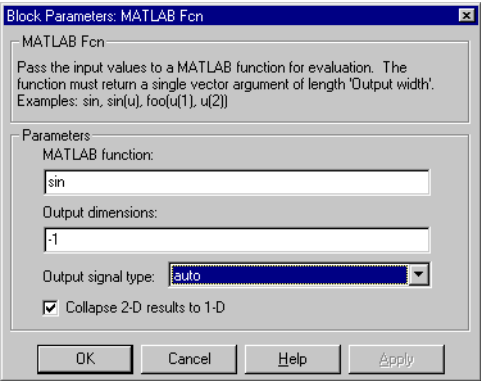 Block Parameters: MATLAB Fcn
MATLAB Fcn
Pass the input values to a MATLAB function for evaluation. The
function must return a single vector argument of length 'Output width'.
Examples: sin, sin(u), foo(u(1), u(2))
Parameters
MATLAB function:
sin
Output dimensions:
-1
Output signal type: auto
Collapse 2-D results to 1-D
OK Cancel Help Apply